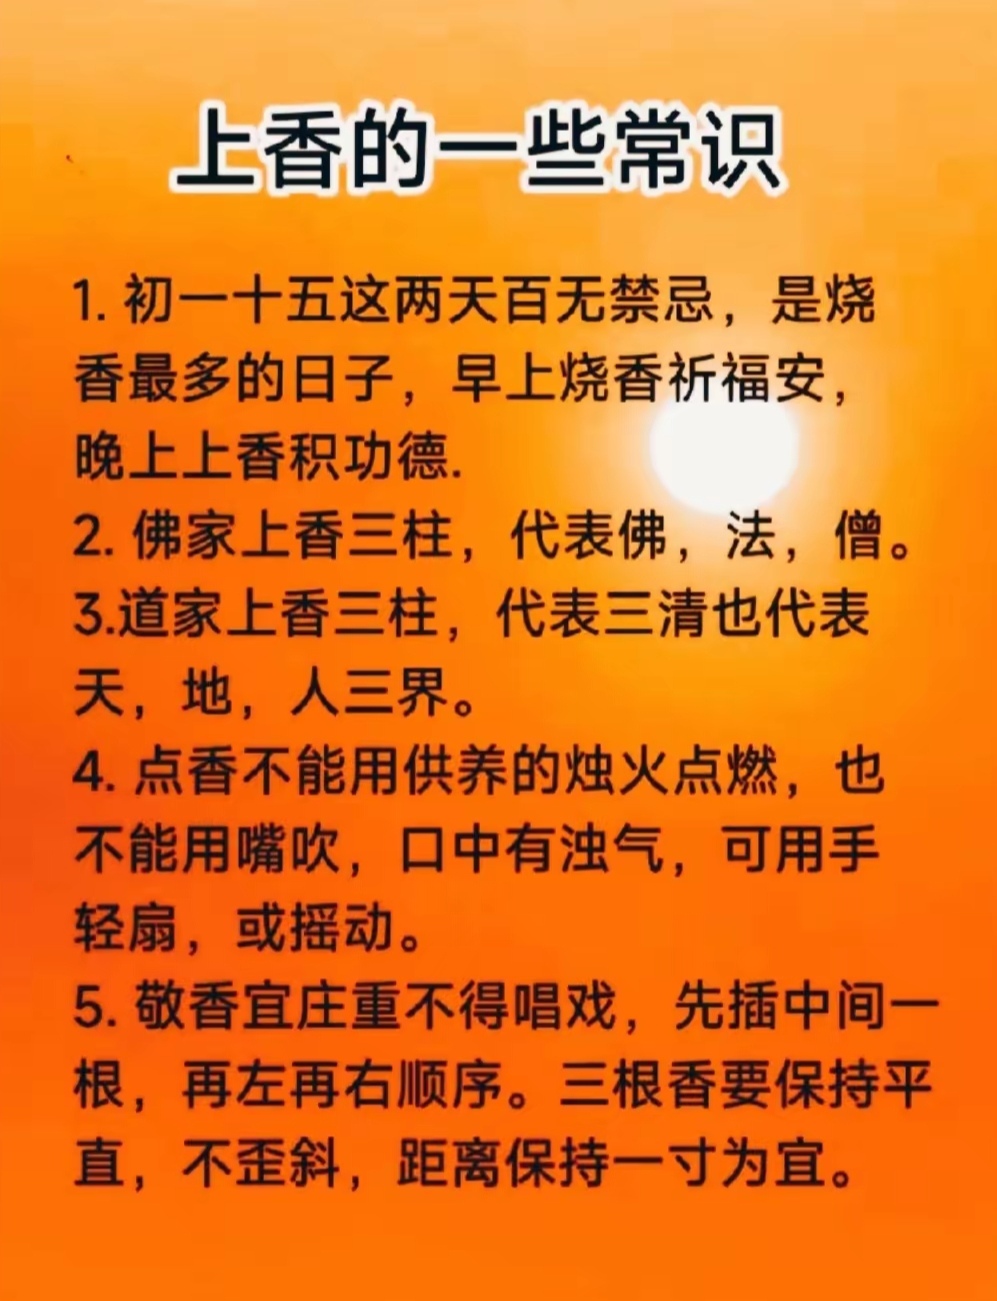 上香的一些常识
1. 初一十五这两天百无禁忌，是烧
香最多的日子，早上烧香祈福安，
晚上上香积功德.
2. 佛家上香三柱，代表佛，法，僧。
3.道家上香三柱，代表三清也代表
天，地，人三界。
4. 点香不能用供养的烛火点燃，也
不能用嘴吹，口中有浊气，可用手
轻扇，或摇动。
5. 敬香宜庄重不得唱戏，先插中间一
根，再左再右顺序。三根香要保持平
直，不歪斜，距离保持一寸为宜。